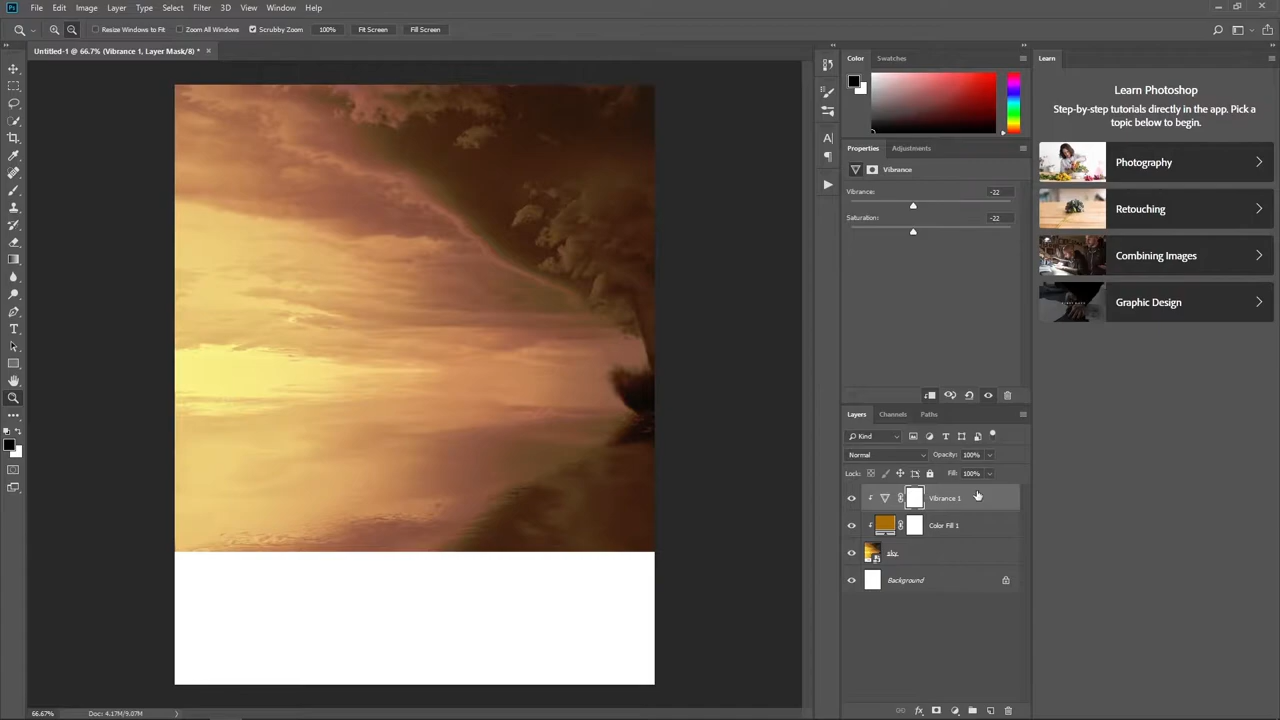 Ps File Edit Image Layer Type Select Filter 3D View Window Help
Resize Windows to Fit Zoom All Windows Scrubby Zoom 100% Fit Screen Fill Screen
Untitled-1 @ 66.7% (Vibrance 1, Layer Mask/8) * ×
Color Swatches
Properties Adjustments
Vibrance
Vibrance: -22
Saturation: -22
Learn
Learn Photoshop
Step-by-step tutorials directly in the app. Pick a
topic below to begin.
Photography
Retouching
Combining Images
Graphic Design
Layers Channels Paths
Kind
Normal Opacity: 100%
Lock: Fill: 100%
Vibrance 1
Color Fill 1
sky
Background
66.67% Doc: 4.17M/9.07M